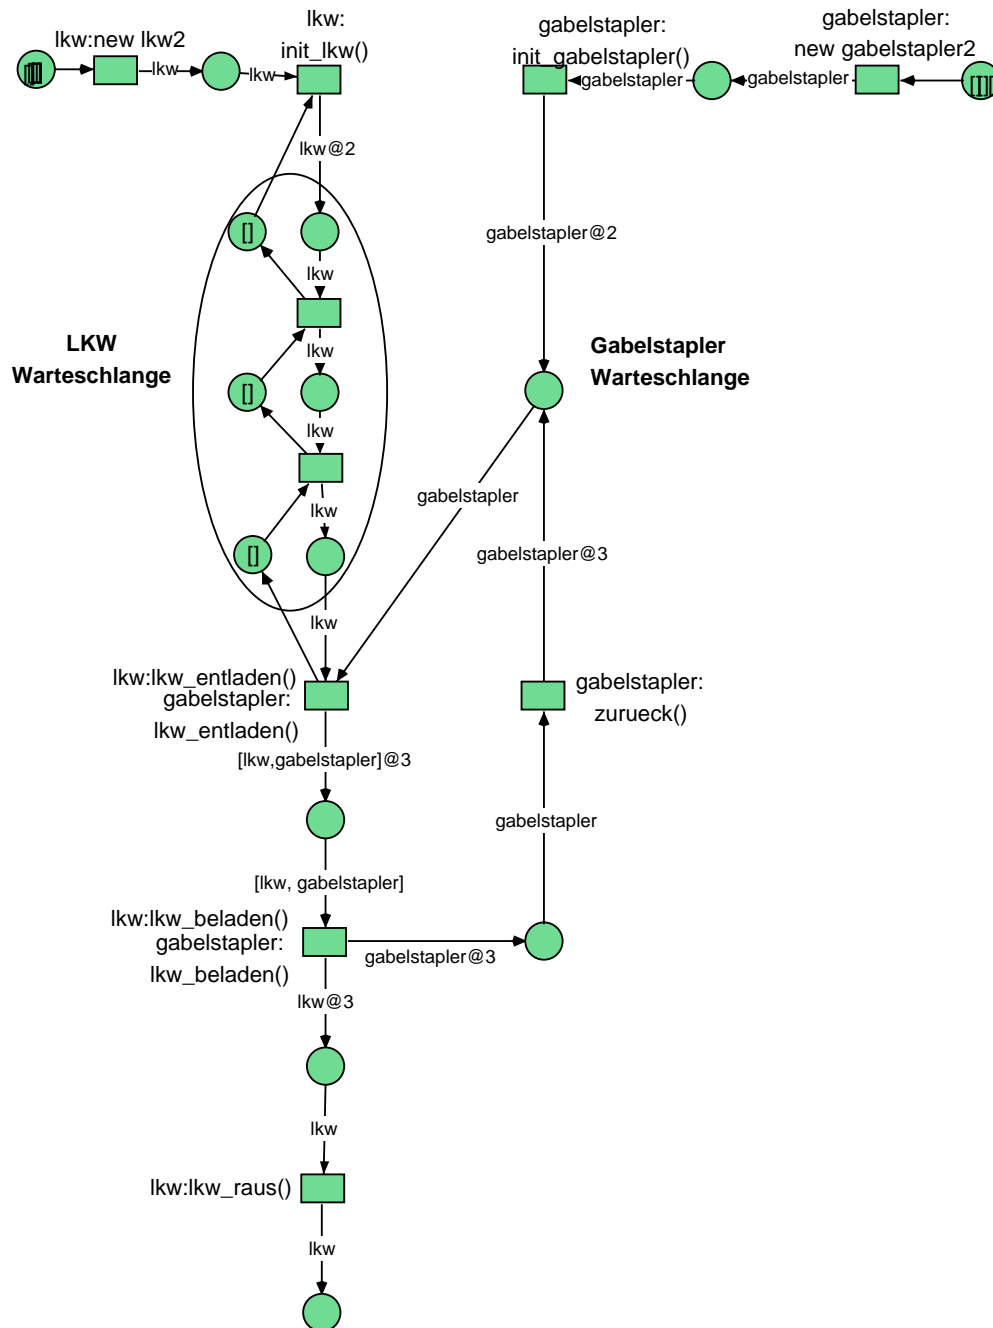 lkw:new lkw2
lkw:
init_lkw()
gabelstapler:
init_gabelstapler()
gabelstapler:
new gabelstapler2
lkw
lkw
gabelstapler
gabelstapler
lkw@2
[]
gabelstapler@2
lkw
LKW
Warteschlange
lkw
Gabelstapler
Warteschlange
[]
lkw
gabelstapler
lkw
[]
gabelstapler@3
lkw
lkw:lkw_entladen()
gabelstapler:
lkw_entladen()
gabelstapler:
zurueck()
[lkw,gabelstapler]@3
gabelstapler
[lkw, gabelstapler]
lkw:lkw_beladen()
gabelstapler:
lkw_beladen()
gabelstapler@3
lkw@3
lkw
lkw:lkw_raus()
lkw